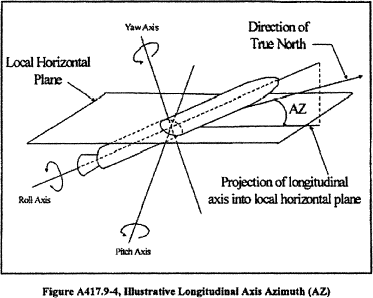 Yaw Axis
Direction of
True North
Local Horizontal
Plane
AZ
Projection of longitudinal
axis into local horizontal plane
Roll Axis
Pitch Axis
Figure A417.9-4, Illustrative Longitudinal Axis Azimuth (AZ)